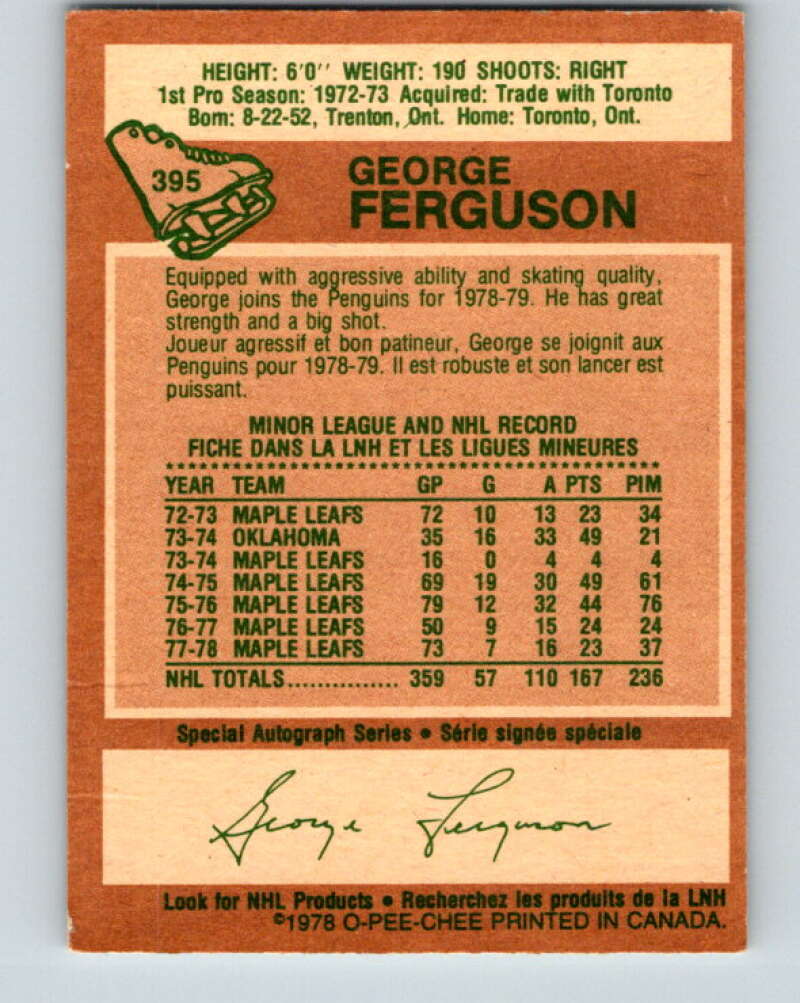 HEIGHT: 6'0'' WEIGHT: 190 SHOOTS: RIGHT
1st Pro Season: 1972-73 Acquired: Trade with Toronto
Born: 8-22-52, Trenton, Ont. Home: Toronto, Ont.
395
GEORGE
FERGUSON
Equipped with aggressive ability and skating quality,
George joins the Penguins for 1978-79. He has great
strength and a big shot.
Joueur agressif et bon patineur, George se joignit aux
Penguins pour 1978-79. Il est robuste et son lancer est
puissant.
MINOR LEAGUE AND NHL RECORD
FICHE DANS LA LNH ET LES LIGUES MINEURES
YEAR TEAM GP G A PTS PIM
72-73 MAPLE LEAFS 72 10 13 23 34
73-74 OKLAHOMA 35 16 33 49 21
73-74 MAPLE LEAFS 16 0 4 4 4
74-75 MAPLE LEAFS 69 19 30 49 61
75-76 MAPLE LEAFS 79 12 32 44 76
76-77 MAPLE LEAFS 50 9 15 24 24
77-78 MAPLE LEAFS 73 7 16 23 37
NHL TOTALS............... 359 57 110 167 236
Special Autograph Series • Série signée spéciale
George Ferguson
Look for NHL Products • Recherchez les produits de la LNH
©1978 O-PEE-CHEE PRINTED IN CANADA.